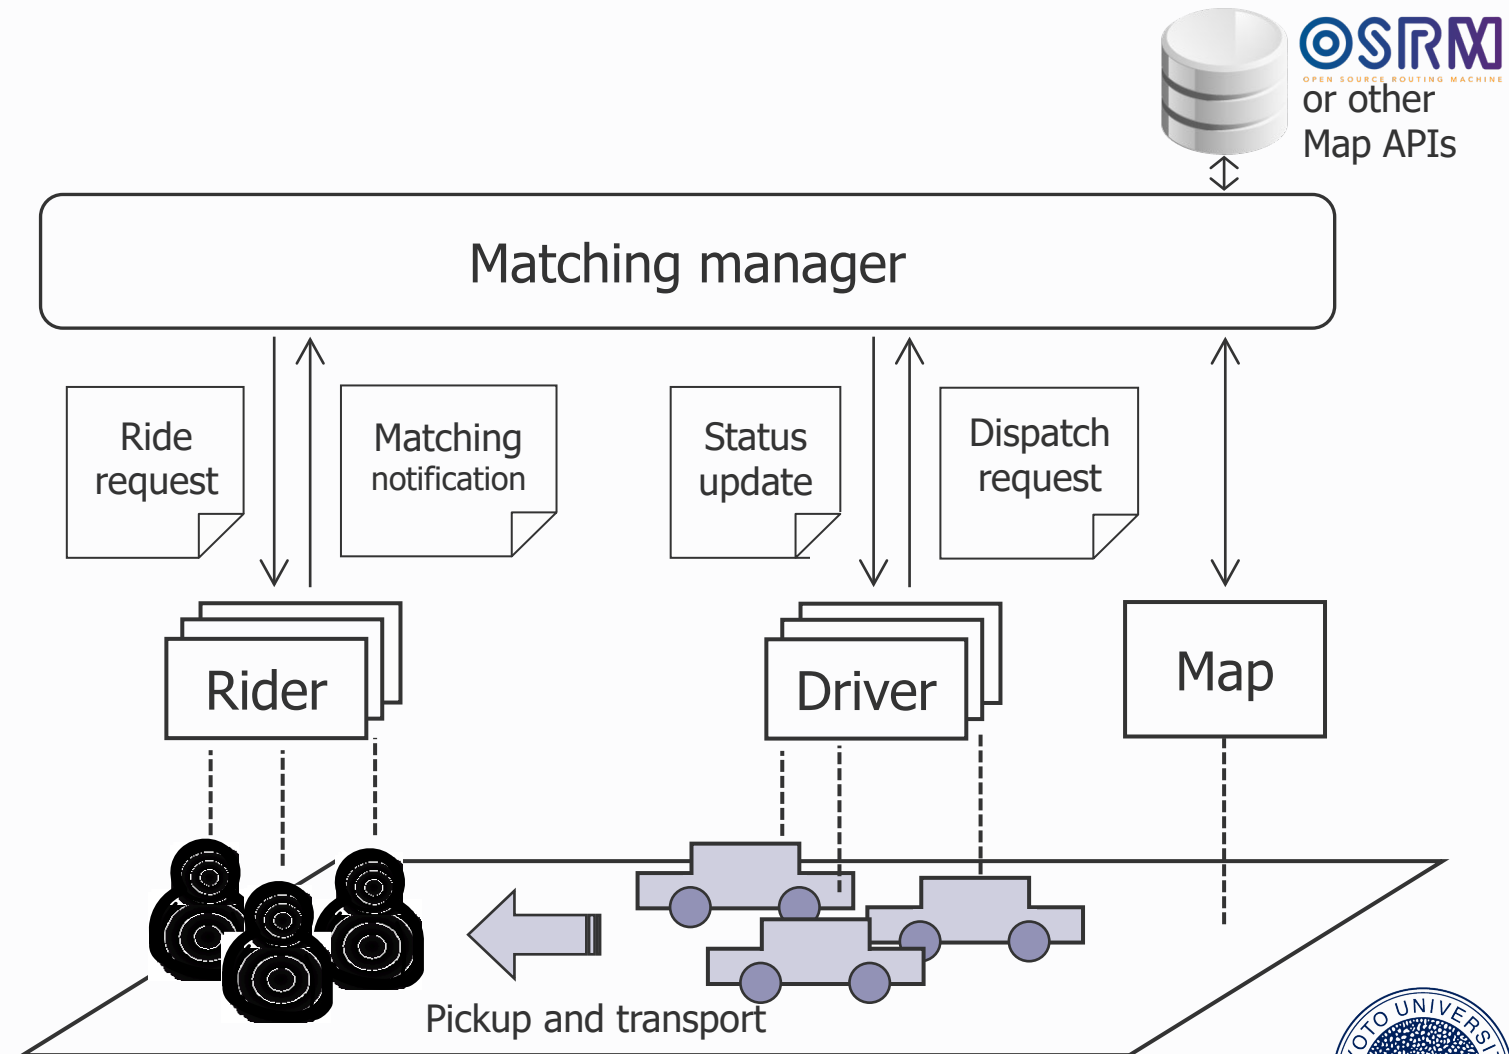 OSRM
OPEN SOURCE ROUTING MACHINE
or other
Map APIs
Matching manager
Ride
request
Matching
notification
Status
update
Dispatch
request
Rider
Driver
Map
Pickup and transport